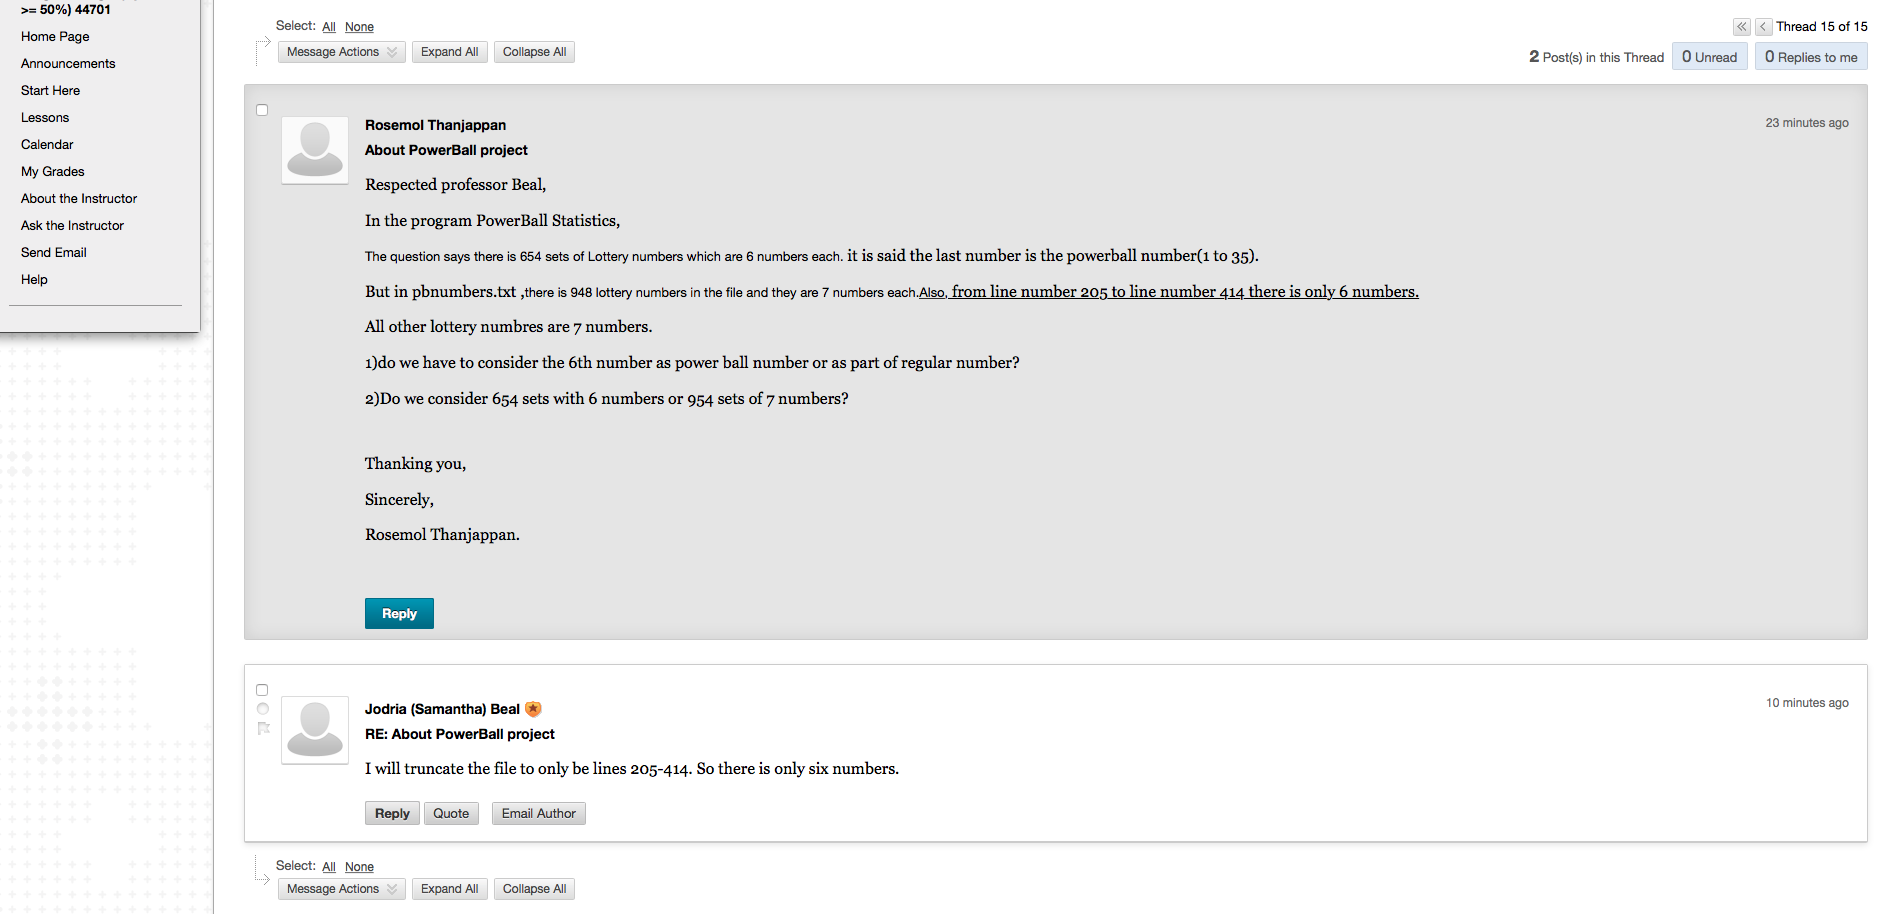 >= 50%) 44701
Home Page
Announcements
Start Here
Lessons
Calendar
My Grades
About the Instructor
Ask the Instructor
Send Email
Help
Select: All None
Message Actions Expand All Collapse All
<< < Thread 15 of 15
2 Post(s) in this Thread 0 Unread 0 Replies to me
Rosemol Thanjappan
23 minutes ago
About PowerBall project
Respected professor Beal,
In the program PowerBall Statistics,
The question says there is 654 sets of Lottery numbers which are 6 numbers each. it is said the last number is the powerball number(1 to 35).
But in pbnumbers.txt ,there is 948 lottery numbers in the file and they are 7 numbers each.Also, from line number 205 to line number 414 there is only 6 numbers.
All other lottery numbres are 7 numbers.
1)do we have to consider the 6th number as power ball number or as part of regular number?
2)Do we consider 654 sets with 6 numbers or 954 sets of 7 numbers?
Thanking you,
Sincerely,
Rosemol Thanjappan.
Reply
Jodria (Samantha) Beal
10 minutes ago
RE: About PowerBall project
I will truncate the file to only be lines 205-414. So there is only six numbers.
Reply Quote Email Author
Select: All None
Message Actions Expand All Collapse All